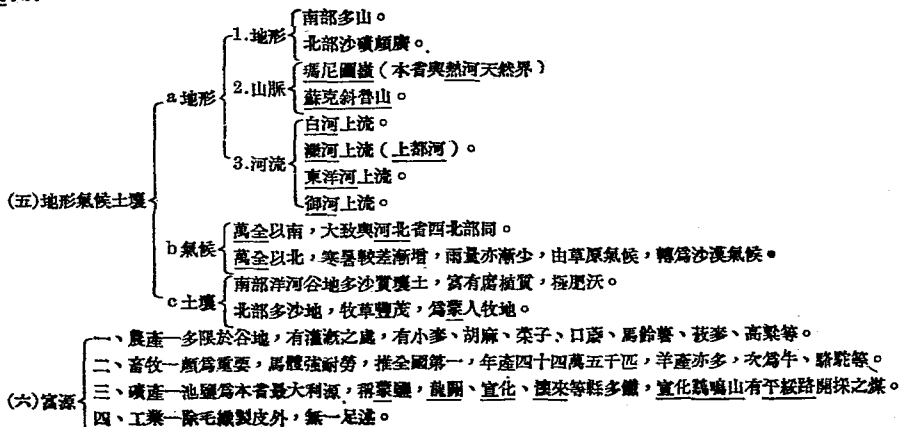 南部多山。
1.地形
北部沙磧頗廣。
瑪尼圖嶺(本省與熱河天然界)
a地形
2.山脈
蘇克斜魯山。
白河上流。
灤河上流(上都河)。
3.河流
東洋河上流。
(五)地形氣候土壤
御河上流。
萬全以南,大致與河北省西北部同。
b氣候
萬全以北,寒暑較差漸增,雨量亦漸少,由草原氣候,轉為沙漠氣候。
南部洋河谷地多沙質壤土,富有腐植質,極肥沃。
c土壤
北部多沙地,牧草豐茂,為蒙人牧地。
一、農產—多限於谷地,有灌漑之處,有小麥、胡麻、菜子、口蔴、馬鈴薯、莜麥、高粱等。
二、畜牧—頗為重要,馬體強耐勞,推全國第一,年產四十四萬五千匹,羊產亦多,次為牛、駱駝等。
(六)富源
三、礦產—池鹽為本省最大利源,稱蒙鹽,龍關、宣化、懷來等縣多鐵,宣化鷄鳴山有平綏路開採之煤。
四、工業—除毛織製皮外,無一足述。